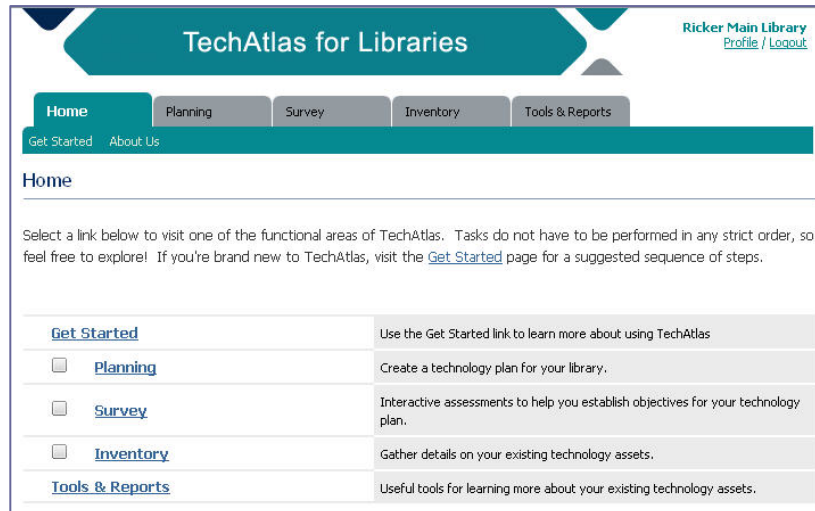 TechAtlas for Libraries
Ricker Main Library
Profile / Logout
Home
Planning
Survey
Inventory
Tools & Reports
Get Started
About Us
Home
Select a link below to visit one of the functional areas of TechAtlas. Tasks do not have to be performed in any strict order, so
feel free to explore! If you're brand new to TechAtlas, visit the Get Started page for a suggested sequence of steps.
Get Started
Use the Get Started link to learn more about using TechAtlas
Planning
Create a technology plan for your library.
Survey
Interactive assessments to help you establish objectives for your technology
plan.
Inventory
Gather details on your existing technology assets.
Tools & Reports
Useful tools for learning more about your existing technology assets.